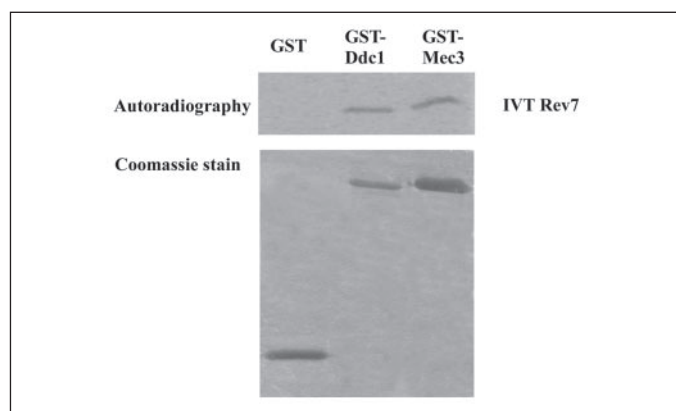 GST
GST-
Ddc1
GST-
Mec3
Autoradiography
IVT Rev7
Coomassie stain